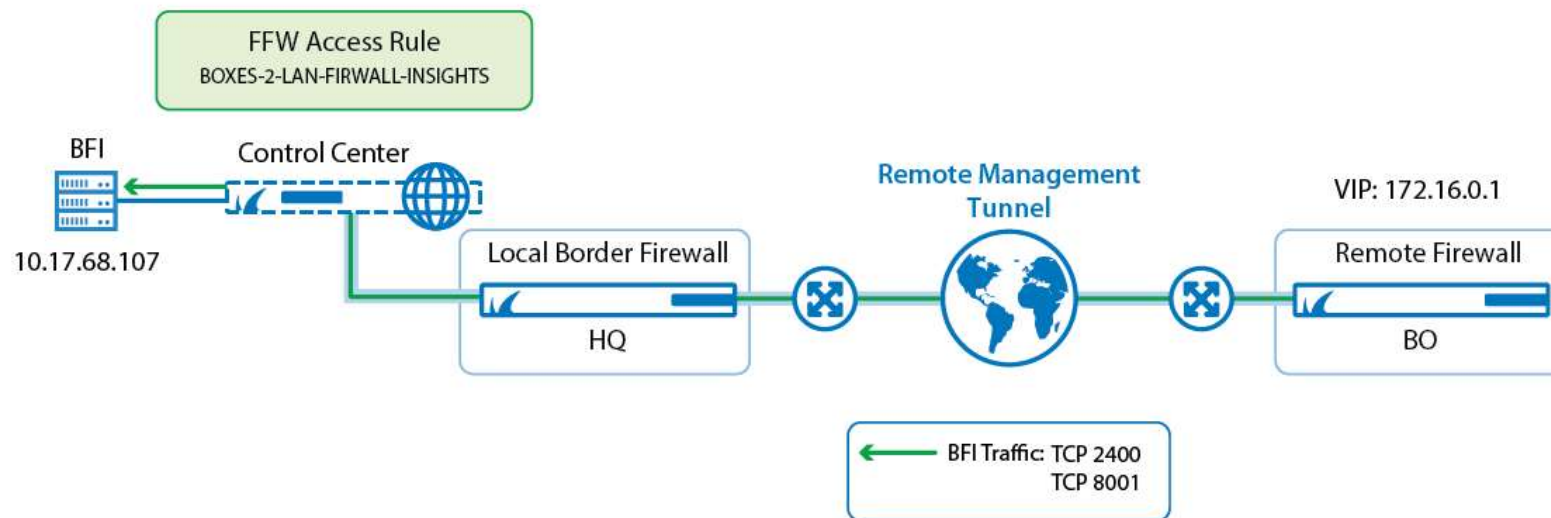 FFW Access Rule
BOXES-2-LAN-FIRWALL-INSIGHTS
BFI
Control Center
10.17.68.107
Local Border Firewall
HQ
Remote Management
Tunnel
VIP: 172.16.0.1
Remote Firewall
BO
BFI Traffic: TCP 2400
TCP 8001